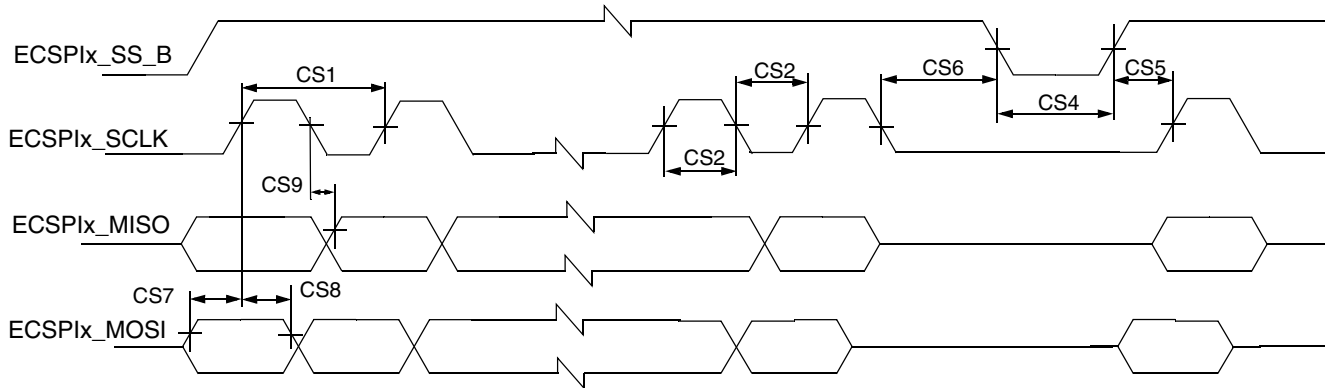 ECSPIx_SS_B
CS1
CS2
CS6
CS5
CS4
ECSPIx_SCLK
CS2
CS9
ECSPIx_MISO
CS7
CS8
ECSPIx_MOSI